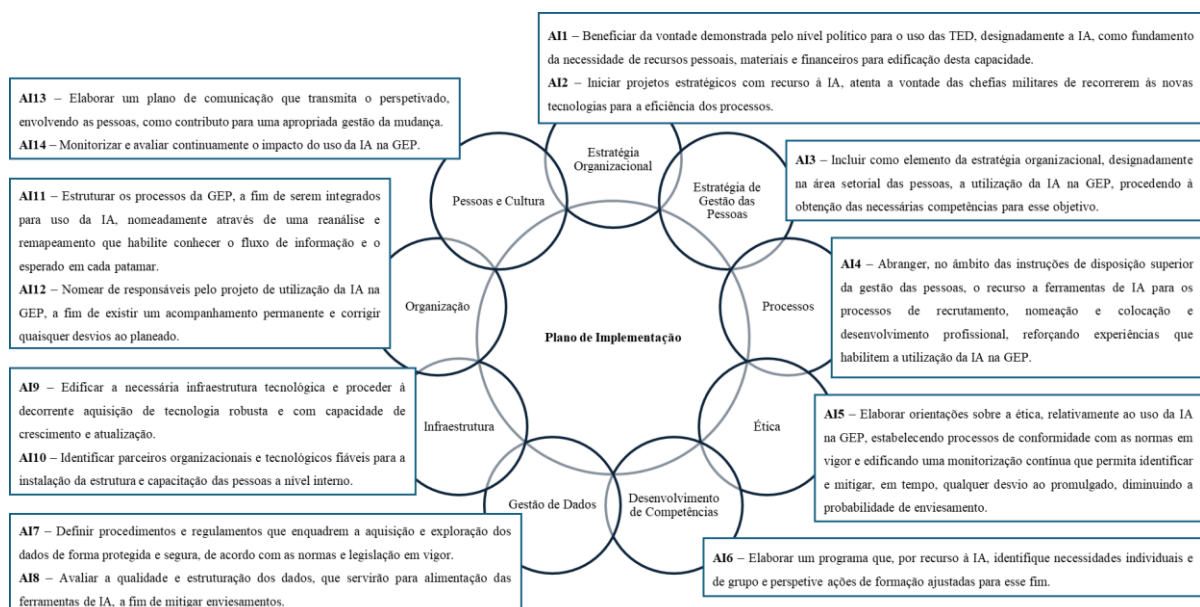 AI1 – Beneficiar da vontade demonstrada pelo nível político para o uso das TED, designadamente a IA, como fundamento
da necessidade de recursos pessoais, materiais e financeiros para edificação desta capacidade.
AI2 – Iniciar projetos estratégicos com recurso à IA, atenta a vontade das chefias militares de recorrerem às novas
tecnologias para a eficiência dos processos.
AI13 – Elaborar um plano de comunicação que transmita o perspetivado,
envolvendo as pessoas, como contributo para uma apropriada gestão da mudança.
AI14 – Monitorizar e avaliar continuamente o impacto do uso da IA na GEP.
Estratégia
Organizacional
Pessoas e Cultura
Estratégia de
Gestão das
Pessoas
AI3 – Incluir como elemento da estratégia organizacional, designadamente
na área setorial das pessoas, a utilização da IA na GEP, procedendo à
obtenção das necessárias competências para esse objetivo.
AI11 – Estruturar os processos da GEP, a fim de serem integrados
para uso da IA, nomeadamente através de uma reanálise e
remapeamento que habilite conhecer o fluxo de informação e o
esperado em cada patamar.
AI12 – Nomear de responsáveis pelo projeto de utilização da IA na
GEP, a fim de existir um acompanhamento permanente e corrigir
quaisquer desvios ao planeado.
Organização
Processos
AI4 – Abranger, no âmbito das instruções de disposição superior
da gestão das pessoas, o recurso a ferramentas de IA para os
processos de recrutamento, nomeação e colocação e
desenvolvimento profissional, reforçando experiências que
habilitem a utilização da IA na GEP.
Plano de Implementação
AI9 – Edificar a necessária infraestrutura tecnológica e proceder à
decorrente aquisição de tecnologia robusta e com capacidade de
crescimento e atualização.
AI10 – Identificar parceiros organizacionais e tecnológicos fiáveis para a
instalação da estrutura e capacitação das pessoas a nível interno.
Infraestrutura
Ética
AI5 – Elaborar orientações sobre a ética, relativamente ao uso da IA
na GEP, estabelecendo processos de conformidade com as normas em
vigor e edificando uma monitorização contínua que permita identificar
e mitigar, em tempo, qualquer desvio ao promulgado, diminuindo a
probabilidade de enviesamento.
Gestão de Dados
Desenvolvimento
de Competências
AI7 – Definir procedimentos e regulamentos que enquadrem a aquisição e exploração dos
dados de forma protegida e segura, de acordo com as normas e legislação em vigor.
AI8 – Avaliar a qualidade e estruturação dos dados, que servirão para alimentação das
ferramentas de IA, a fim de mitigar enviesamentos.
AI6 – Elaborar um programa que, por recurso à IA, identifique necessidades individuais e
de grupo e perspetive ações de formação ajustadas para esse fim.